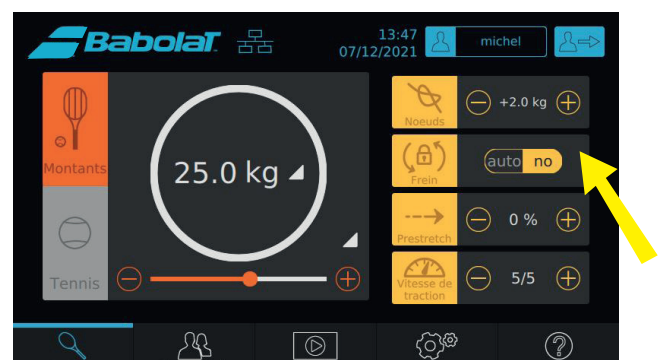 Babolat
13:47
07/12/2021
michel
Montants
25.0 kg
Tennis
Noeuds
+2.0 kg
Frein
auto no
Prestretch
0 %
Vitesse de
traction
5/5